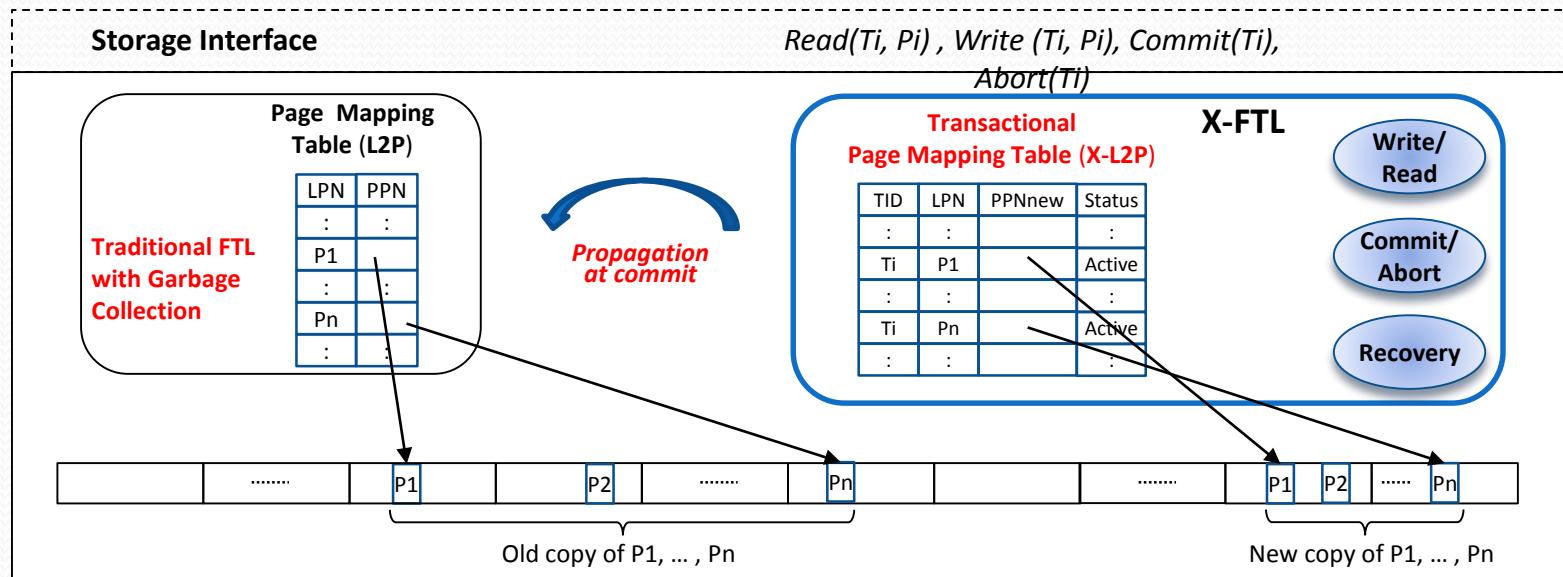 Storage Interface
Read(Ti, Pi) , Write (Ti, Pi), Commit(Ti),
Abort(Ti)
Page Mapping
Table (L2P)
LPN PPN
: :
P1
: :
Pn
: :
Traditional FTL
with Garbage
Collection
Propagation
at commit
Transactional
Page Mapping Table (X-L2P)
X-FTL
TID LPN PPNnew Status
: : :
Ti P1 Active
: : :
Ti Pn Active
: : :
Write/
Read
Commit/
Abort
Recovery
........ P1 P2 ........ Pn ........ P1 P2 ...... Pn
Old copy of P1, ... , Pn
New copy of P1, ... , Pn